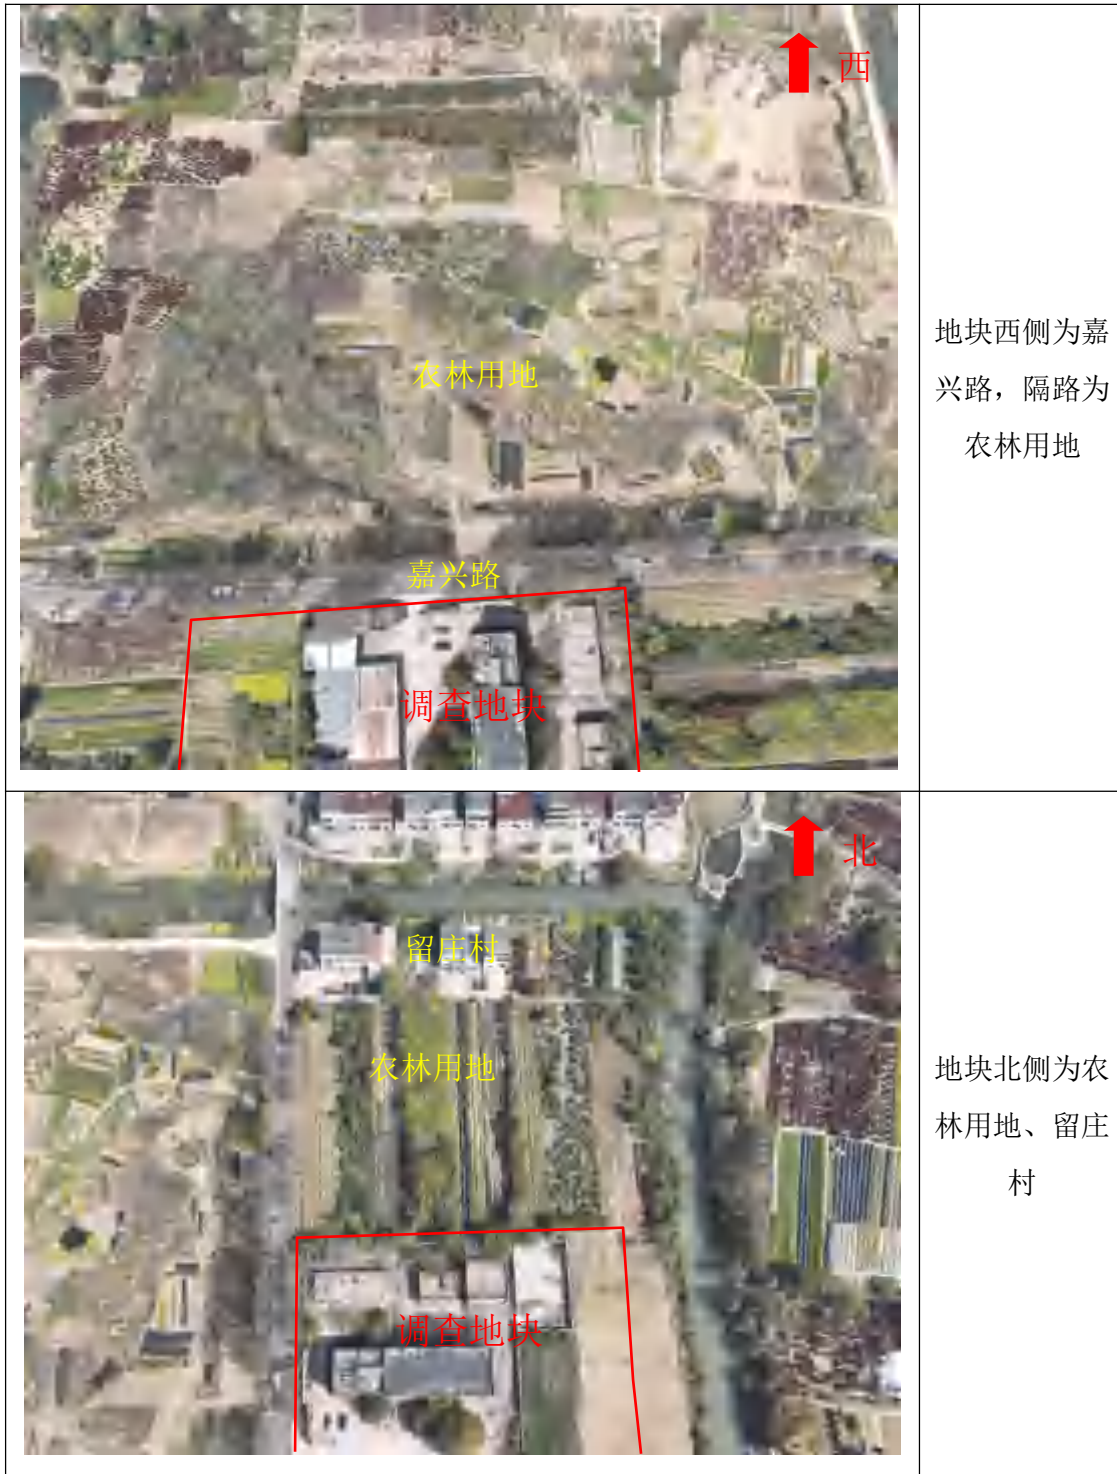 西
农林用地
嘉兴路
调查地块
地块西侧为嘉
兴路，隔路为
农林用地
北
留庄村
农林用地
调查地块
地块北侧为农
林用地、留庄
村